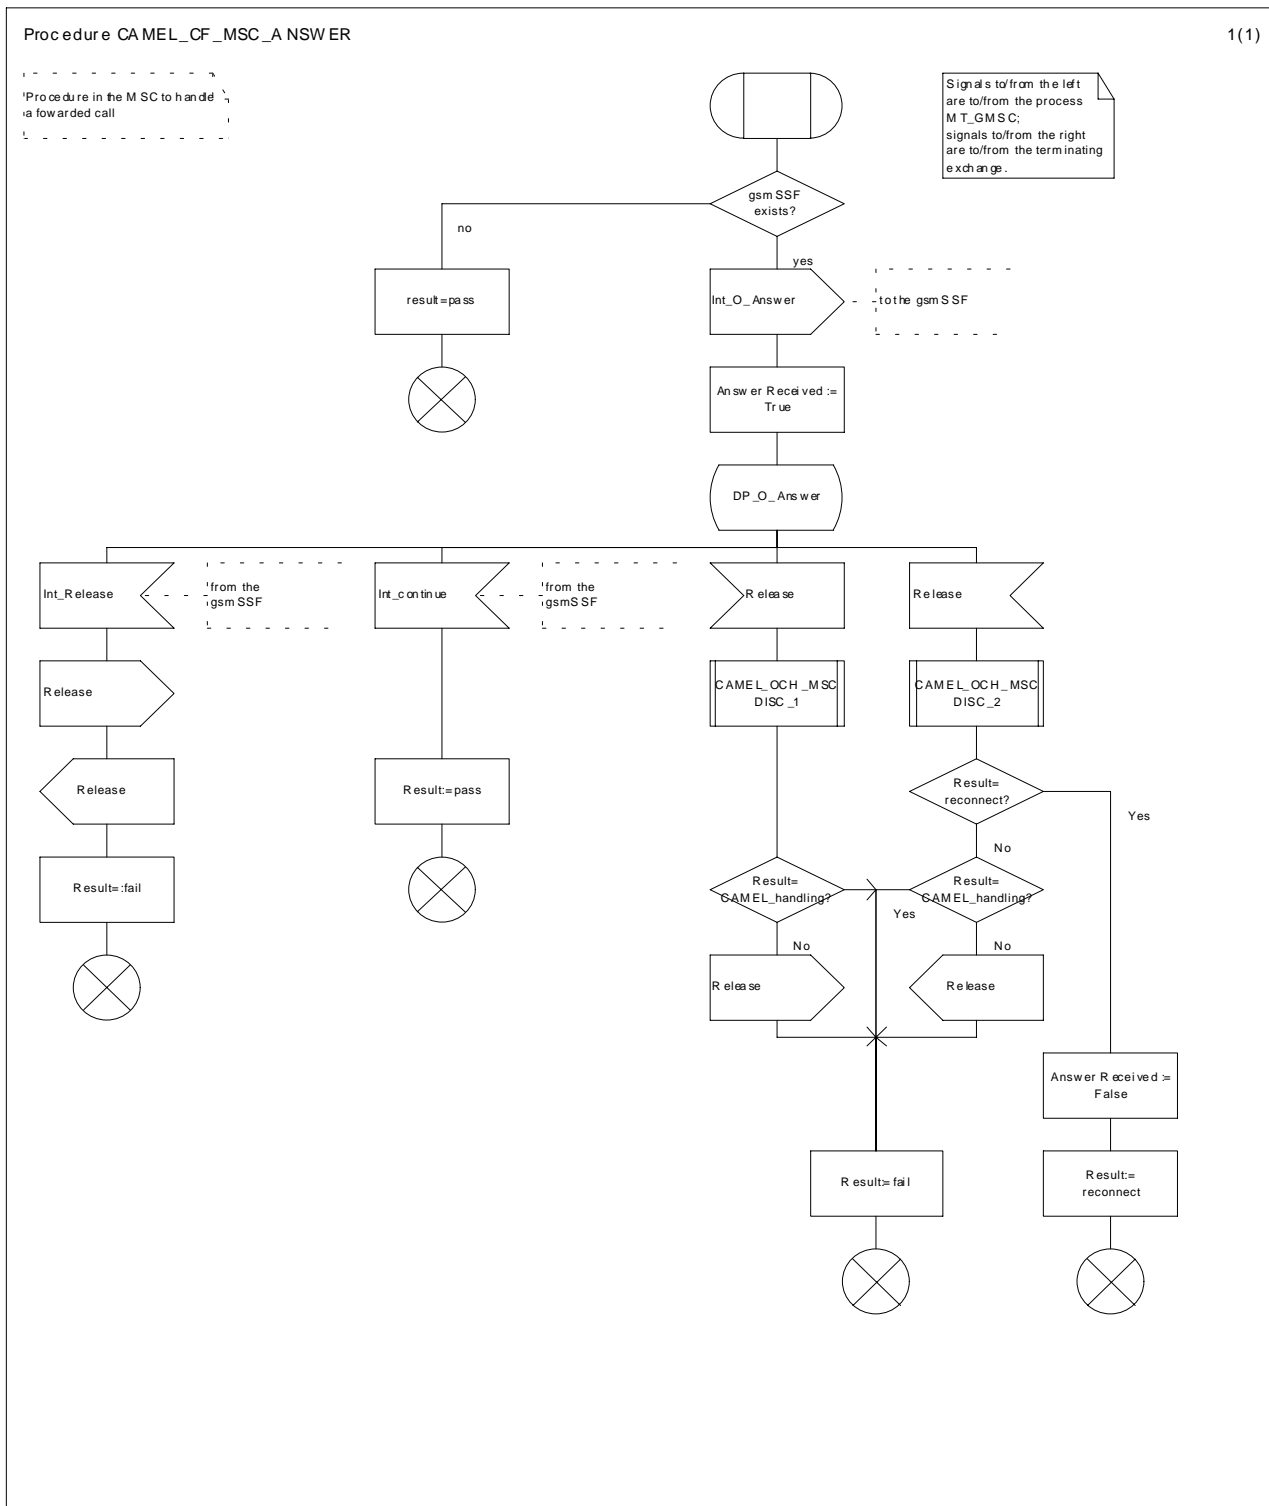 Procedure CAMEL_CF_MSC_ANSWER
1(1)
Procedure in the MSC to handle
a fowarded call
Signals to/from the left
are to/from the process
MT_GMSC;
signals to/from the right
are to/from the terminating
exchange.
gsmSSF
exists?
no
yes
result=pass
Int_O_Answer
to the gsmSSF
Answer Received :=
True
DP_O_Answer
Int_Release
from the
gsmSSF
Int_continue
from the
gsmSSF
Release
Release
Release
CAMEL_OCH_MSC
DISC_1
CAMEL_OCH_MSC
DISC_2
Release
Result:=pass
Result=
reconnect?
Yes
No
Result=:fail
Result=
CAMEL_handling?
Result=
CAMEL_handling?
Yes
No
No
Release
Release
Answer Received :=
False
Result:=fail
Result:=
reconnect